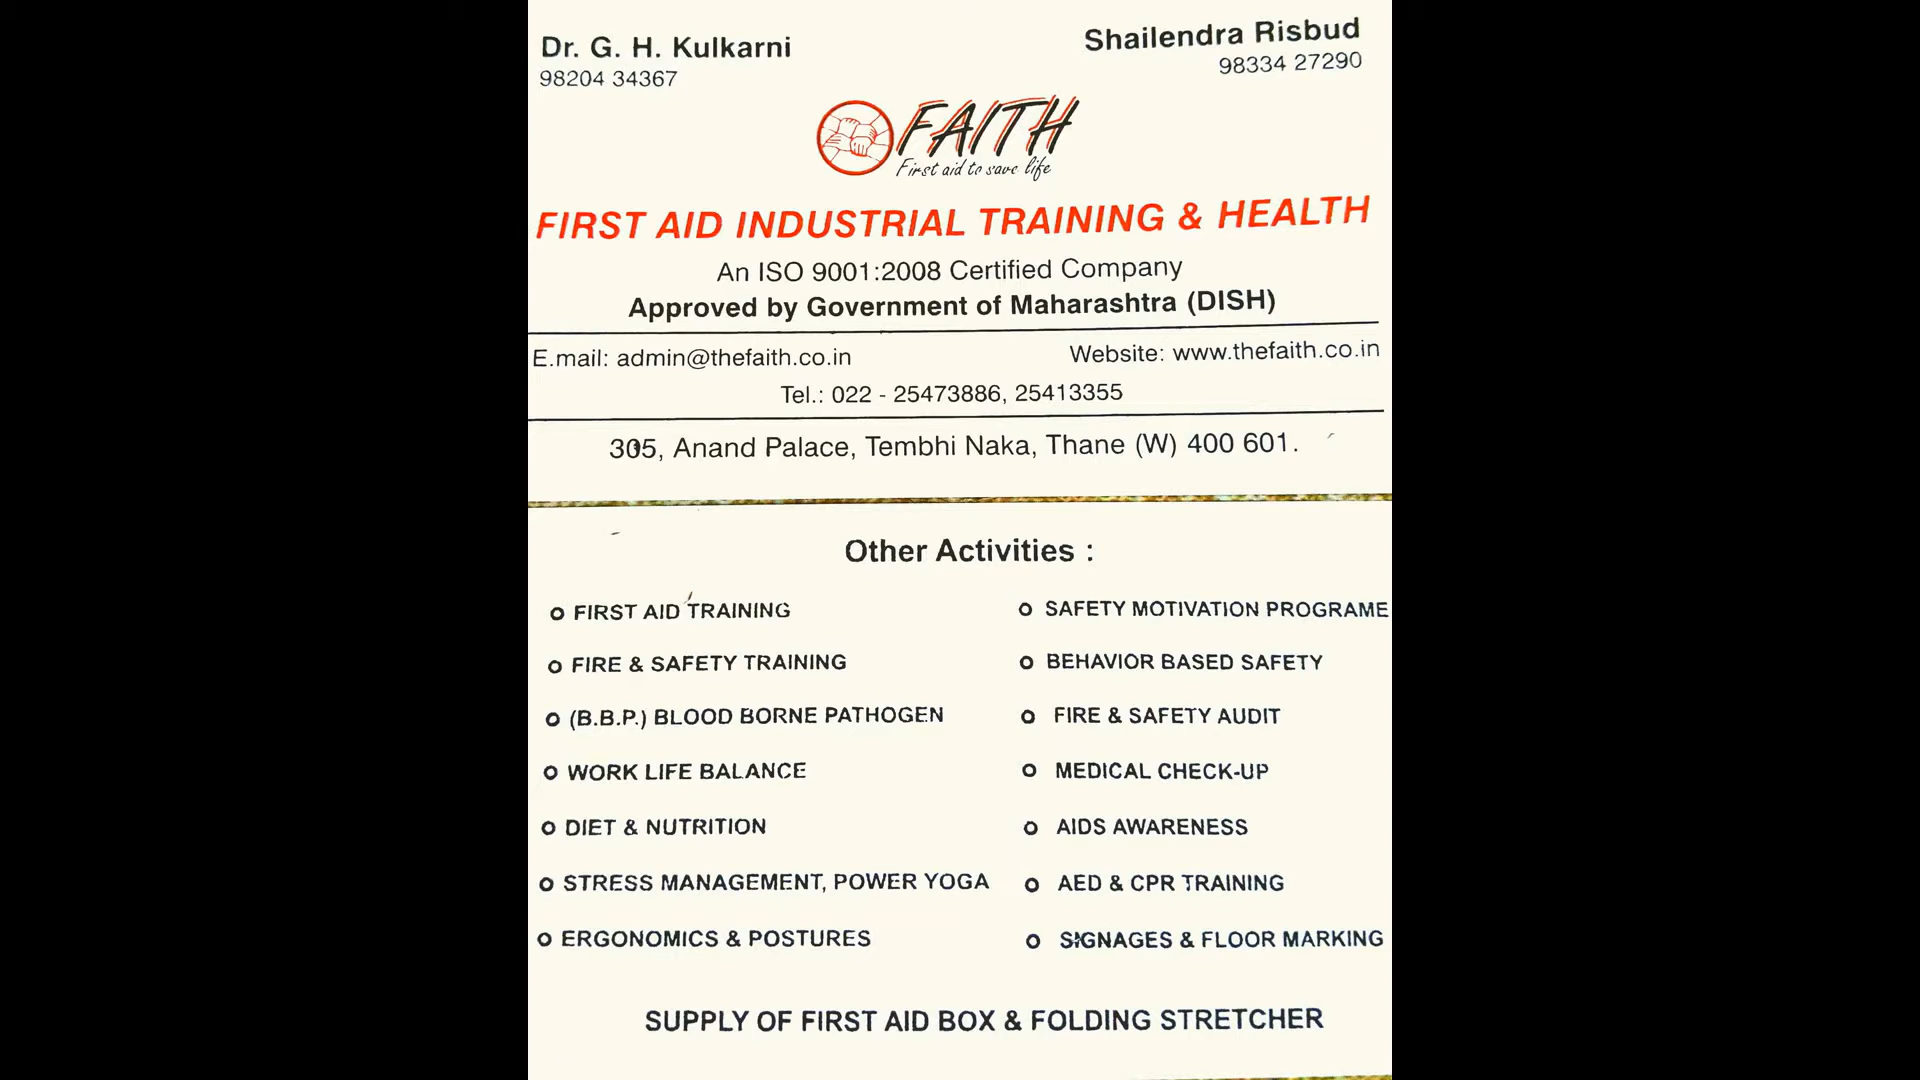 Dr. G. H. Kulkarni
98204 34367
Shailendra Risbud
98334 27290
FAITH
First aid to save life
FIRST AID INDUSTRIAL TRAINING & HEALTH
An ISO 9001:2008 Certified Company
Approved by Government of Maharashtra (DISH)
E.mail: admin@thefaith.co.in
Website: www.thefaith.co.in
Tel.: 022 - 25473886, 25413355
305, Anand Palace, Tembhi Naka, Thane (W) 400 601.
Other Activities :
FIRST AID TRAINING
FIRE & SAFETY TRAINING
(B.B.P.) BLOOD BORNE PATHOGEN
WORK LIFE BALANCE
DIET & NUTRITION
STRESS MANAGEMENT, POWER YOGA
ERGONOMICS & POSTURES
SAFETY MOTIVATION PROGRAME
BEHAVIOR BASED SAFETY
FIRE & SAFETY AUDIT
MEDICAL CHECK-UP
AIDS AWARENESS
AED & CPR TRAINING
SIGNAGES & FLOOR MARKING
SUPPLY OF FIRST AID BOX & FOLDING STRETCHER